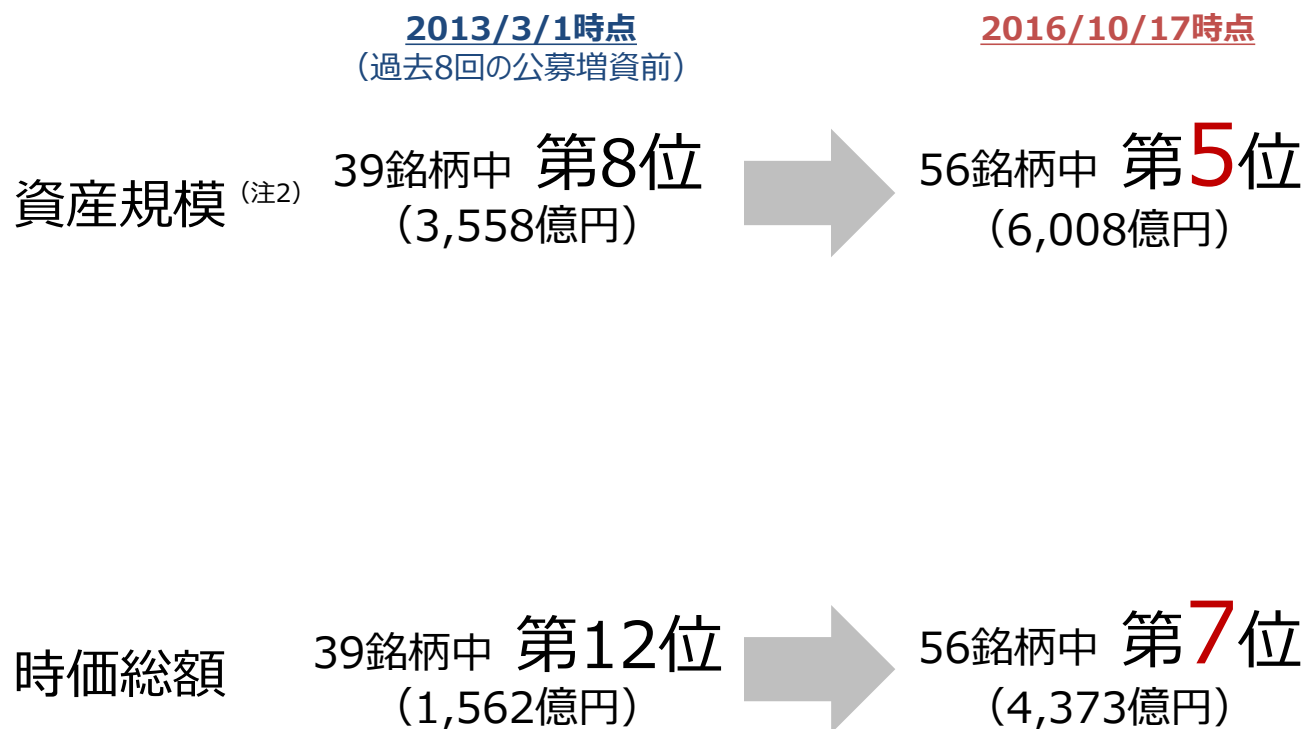 2013/3/1時点
（過去8回の公募増資前）
2016/10/17時点
資産規模（注2）
39銘柄中 第8位
（3,558億円）
56銘柄中 第5位
（6,008億円）
時価総額
39銘柄中 第12位
（1,562億円）
56銘柄中 第7位
（4,373億円）